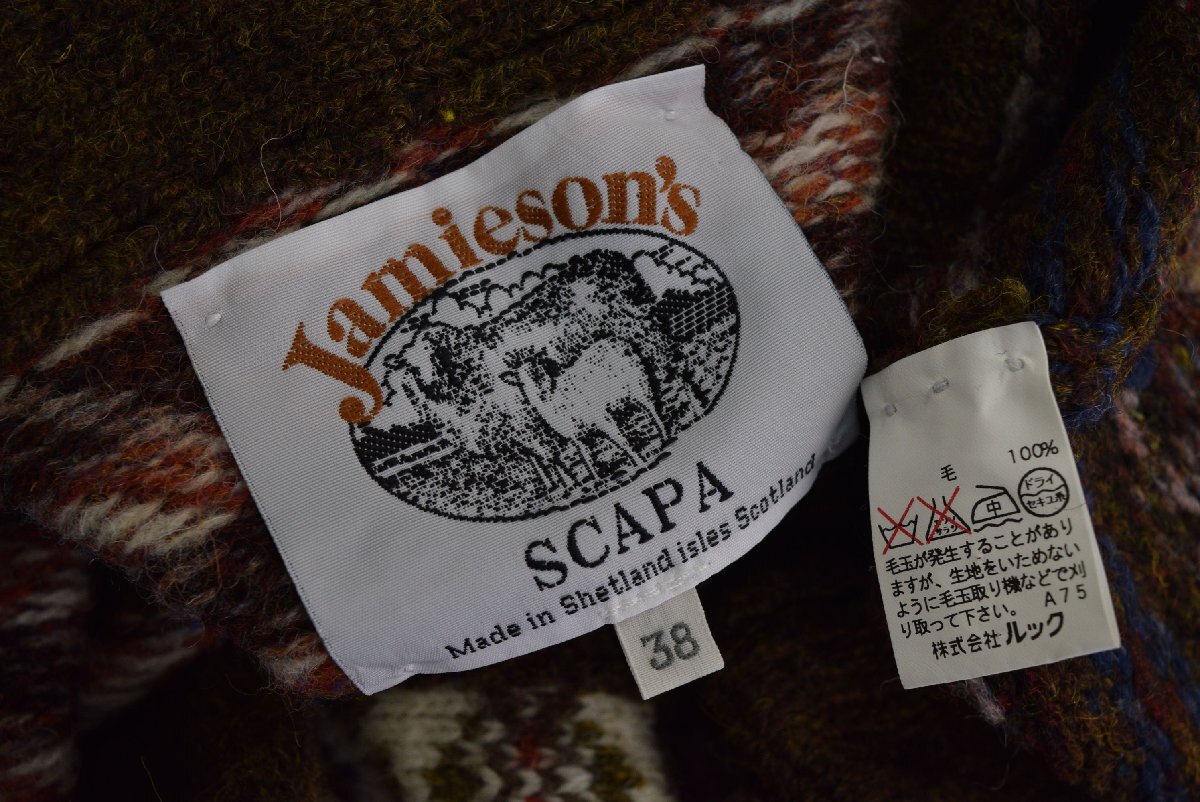 Jamieson's
SCAPA
Made in Shetland isles Scotland
38
毛 100%
中
ドライ
セキユ系
毛玉が発生することがあり
ますが、生地をいためない
ように毛玉取り機などで刈
り取って下さい。 A75
株式会社 ルック